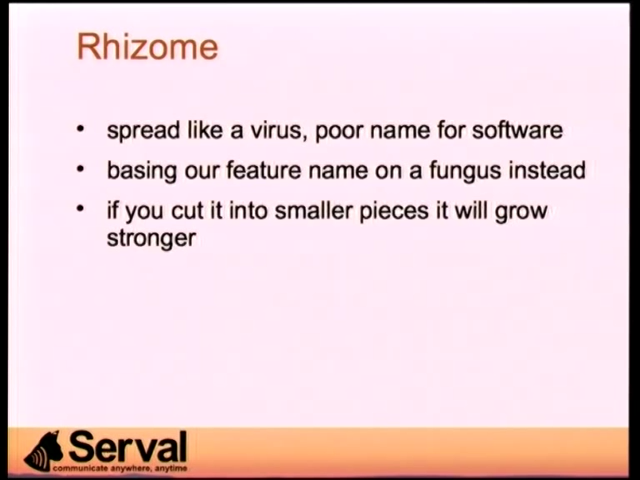 Rhizome
• spread like a virus, poor name for software
• basing our feature name on a fungus instead
• if you cut it into smaller pieces it will grow
stronger
Serval
communicate anywhere, anytime